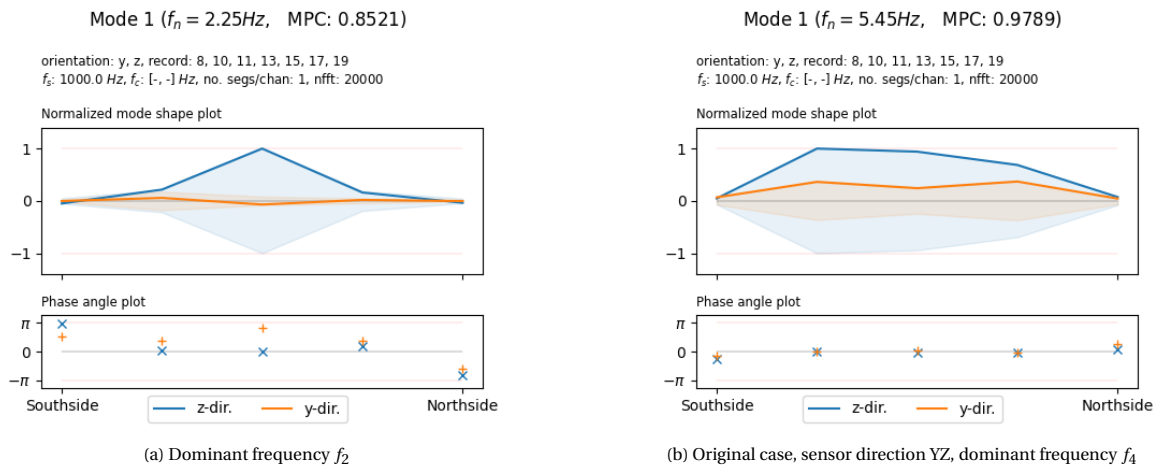 Mode 1 (fn = 2.25Hz, MPC: 0.8521)
orientation: y, z, record: 8, 10, 11, 13, 15, 17, 19
fs: 1000.0 Hz, fc: [-, -] Hz, no. segs/chan: 1, nfft: 20000
Normalized mode shape plot
1
0
−1
Phase angle plot
π
0
−π
Southside
Northside
z-dir.
y-dir.
(a) Dominant frequency f2
Mode 1 (fn = 5.45Hz, MPC: 0.9789)
orientation: y, z, record: 8, 10, 11, 13, 15, 17, 19
fs: 1000.0 Hz, fc: [-, -] Hz, no. segs/chan: 1, nfft: 20000
Normalized mode shape plot
1
0
−1
Phase angle plot
π
0
−π
Southside
Northside
z-dir.
y-dir.
(b) Original case, sensor direction YZ, dominant frequency f4